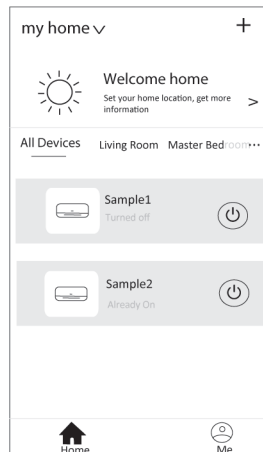 my home
Welcome home
Set your home location, get more
information
All Devices Living Room Master Bedroom
Sample1
Turned off
Sample2
Already On
Home Me